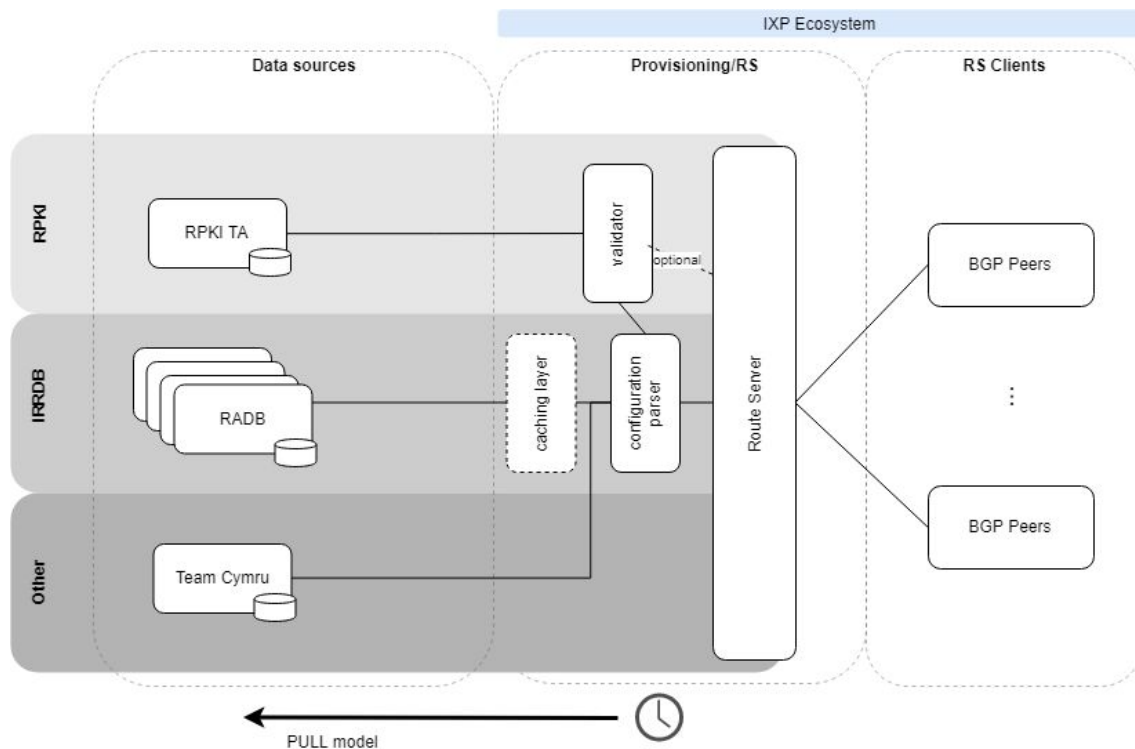 IXP Ecosystem
Data sources
Provisioning/RS
RS Clients
RPKI
RPKI TA
validator
optional
BGP Peers
IRRDB
RADB
caching layer
configuration
parser
Route Server
...
BGP Peers
Other
Team Cymru
PULL model